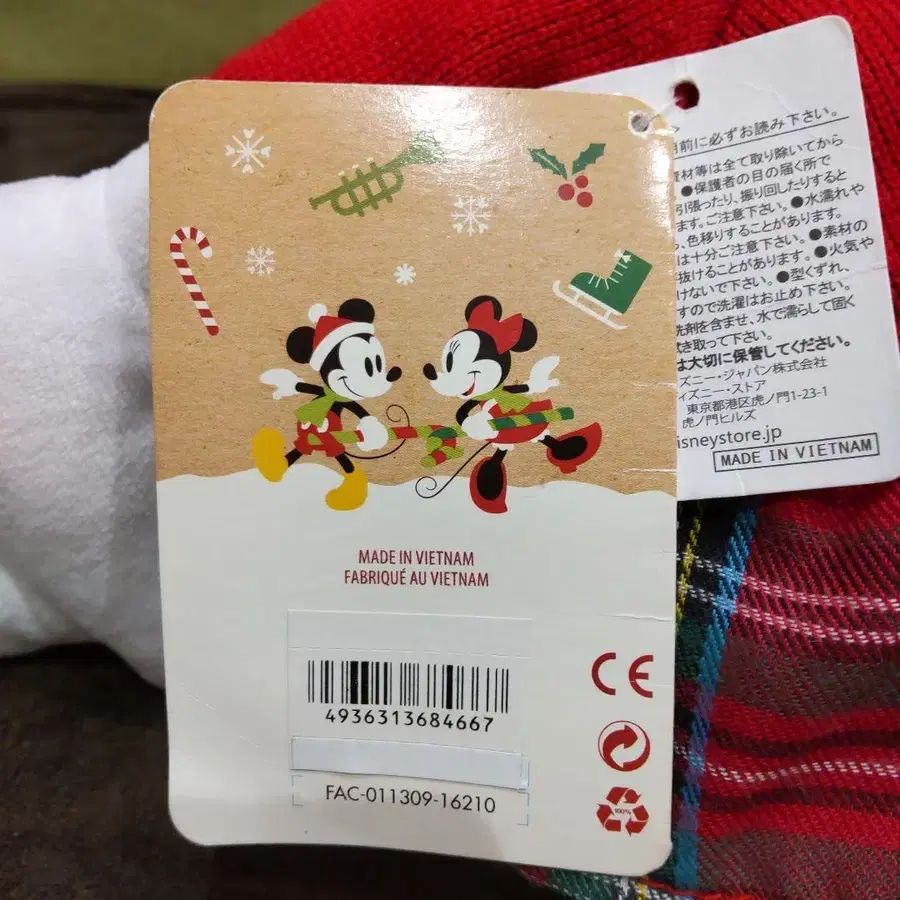 MADE IN VIETNAM
FABRIQUÉ AU VIETNAM
4936313684667
FAC-011309-16210
CE
100%
前に必ずお読み下さい。
資材等は全て取り除いてから
●保護者の目の届く所で
引張ったり、振り回したりすると
ます。ご注意下さい。●水濡れや
、色移りすることがあります。
は十分ご注意下さい。●素材の
抜けることがあります。●火気や
けないで下さい。●型くずれ、
すので洗濯はお止め下さい。
洗剤を含ませ、水で濡らして固く
拭き取って下さい。
は大切に保管してください。
ズニー・ジャパン株式会社
ィズニー・ストア
東京都港区虎ノ門1-23-1
虎ノ門ヒルズ
isneystore.jp
MADE IN VIETNAM